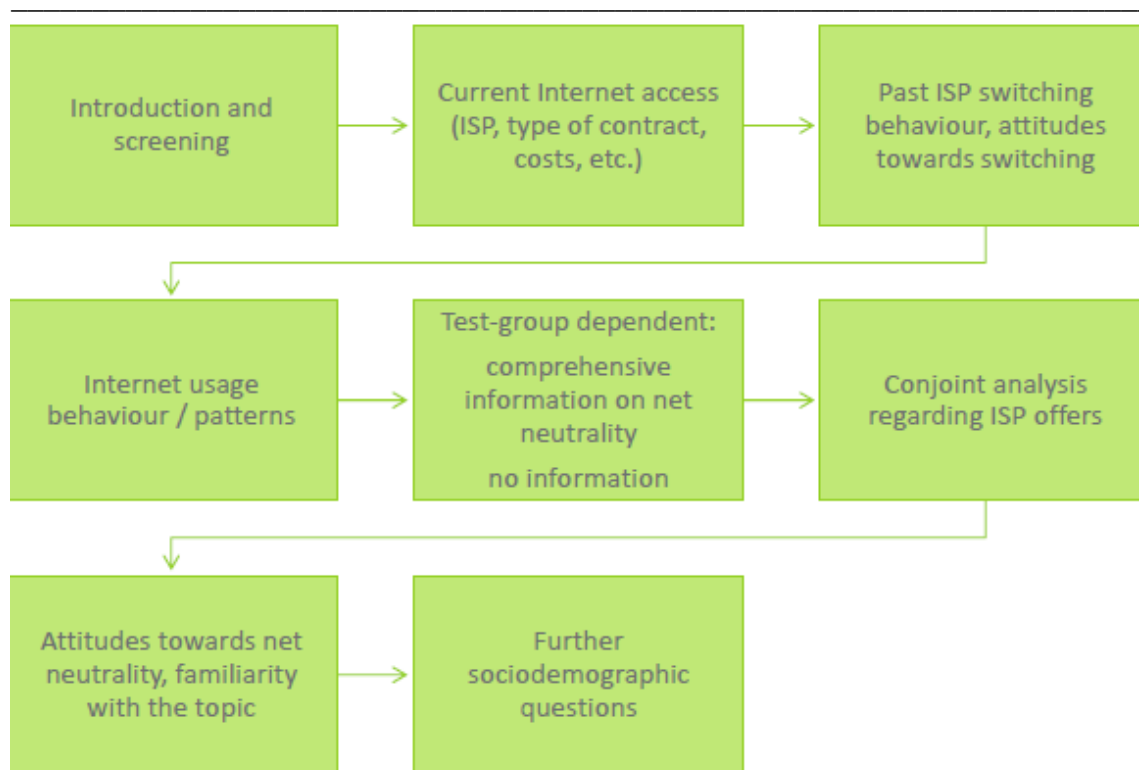 Introduction and
screening
Current Internet access
(ISP, type of contract,
costs, etc.)
Past ISP switching
behaviour, attitudes
towards switching
Internet usage
behaviour / patterns
Test-group dependent:
comprehensive
information on net
neutrality
no information
Conjoint analysis
regarding ISP offers
Attitudes towards net
neutrality, familiarity
with the topic
Further
sociodemographic
questions